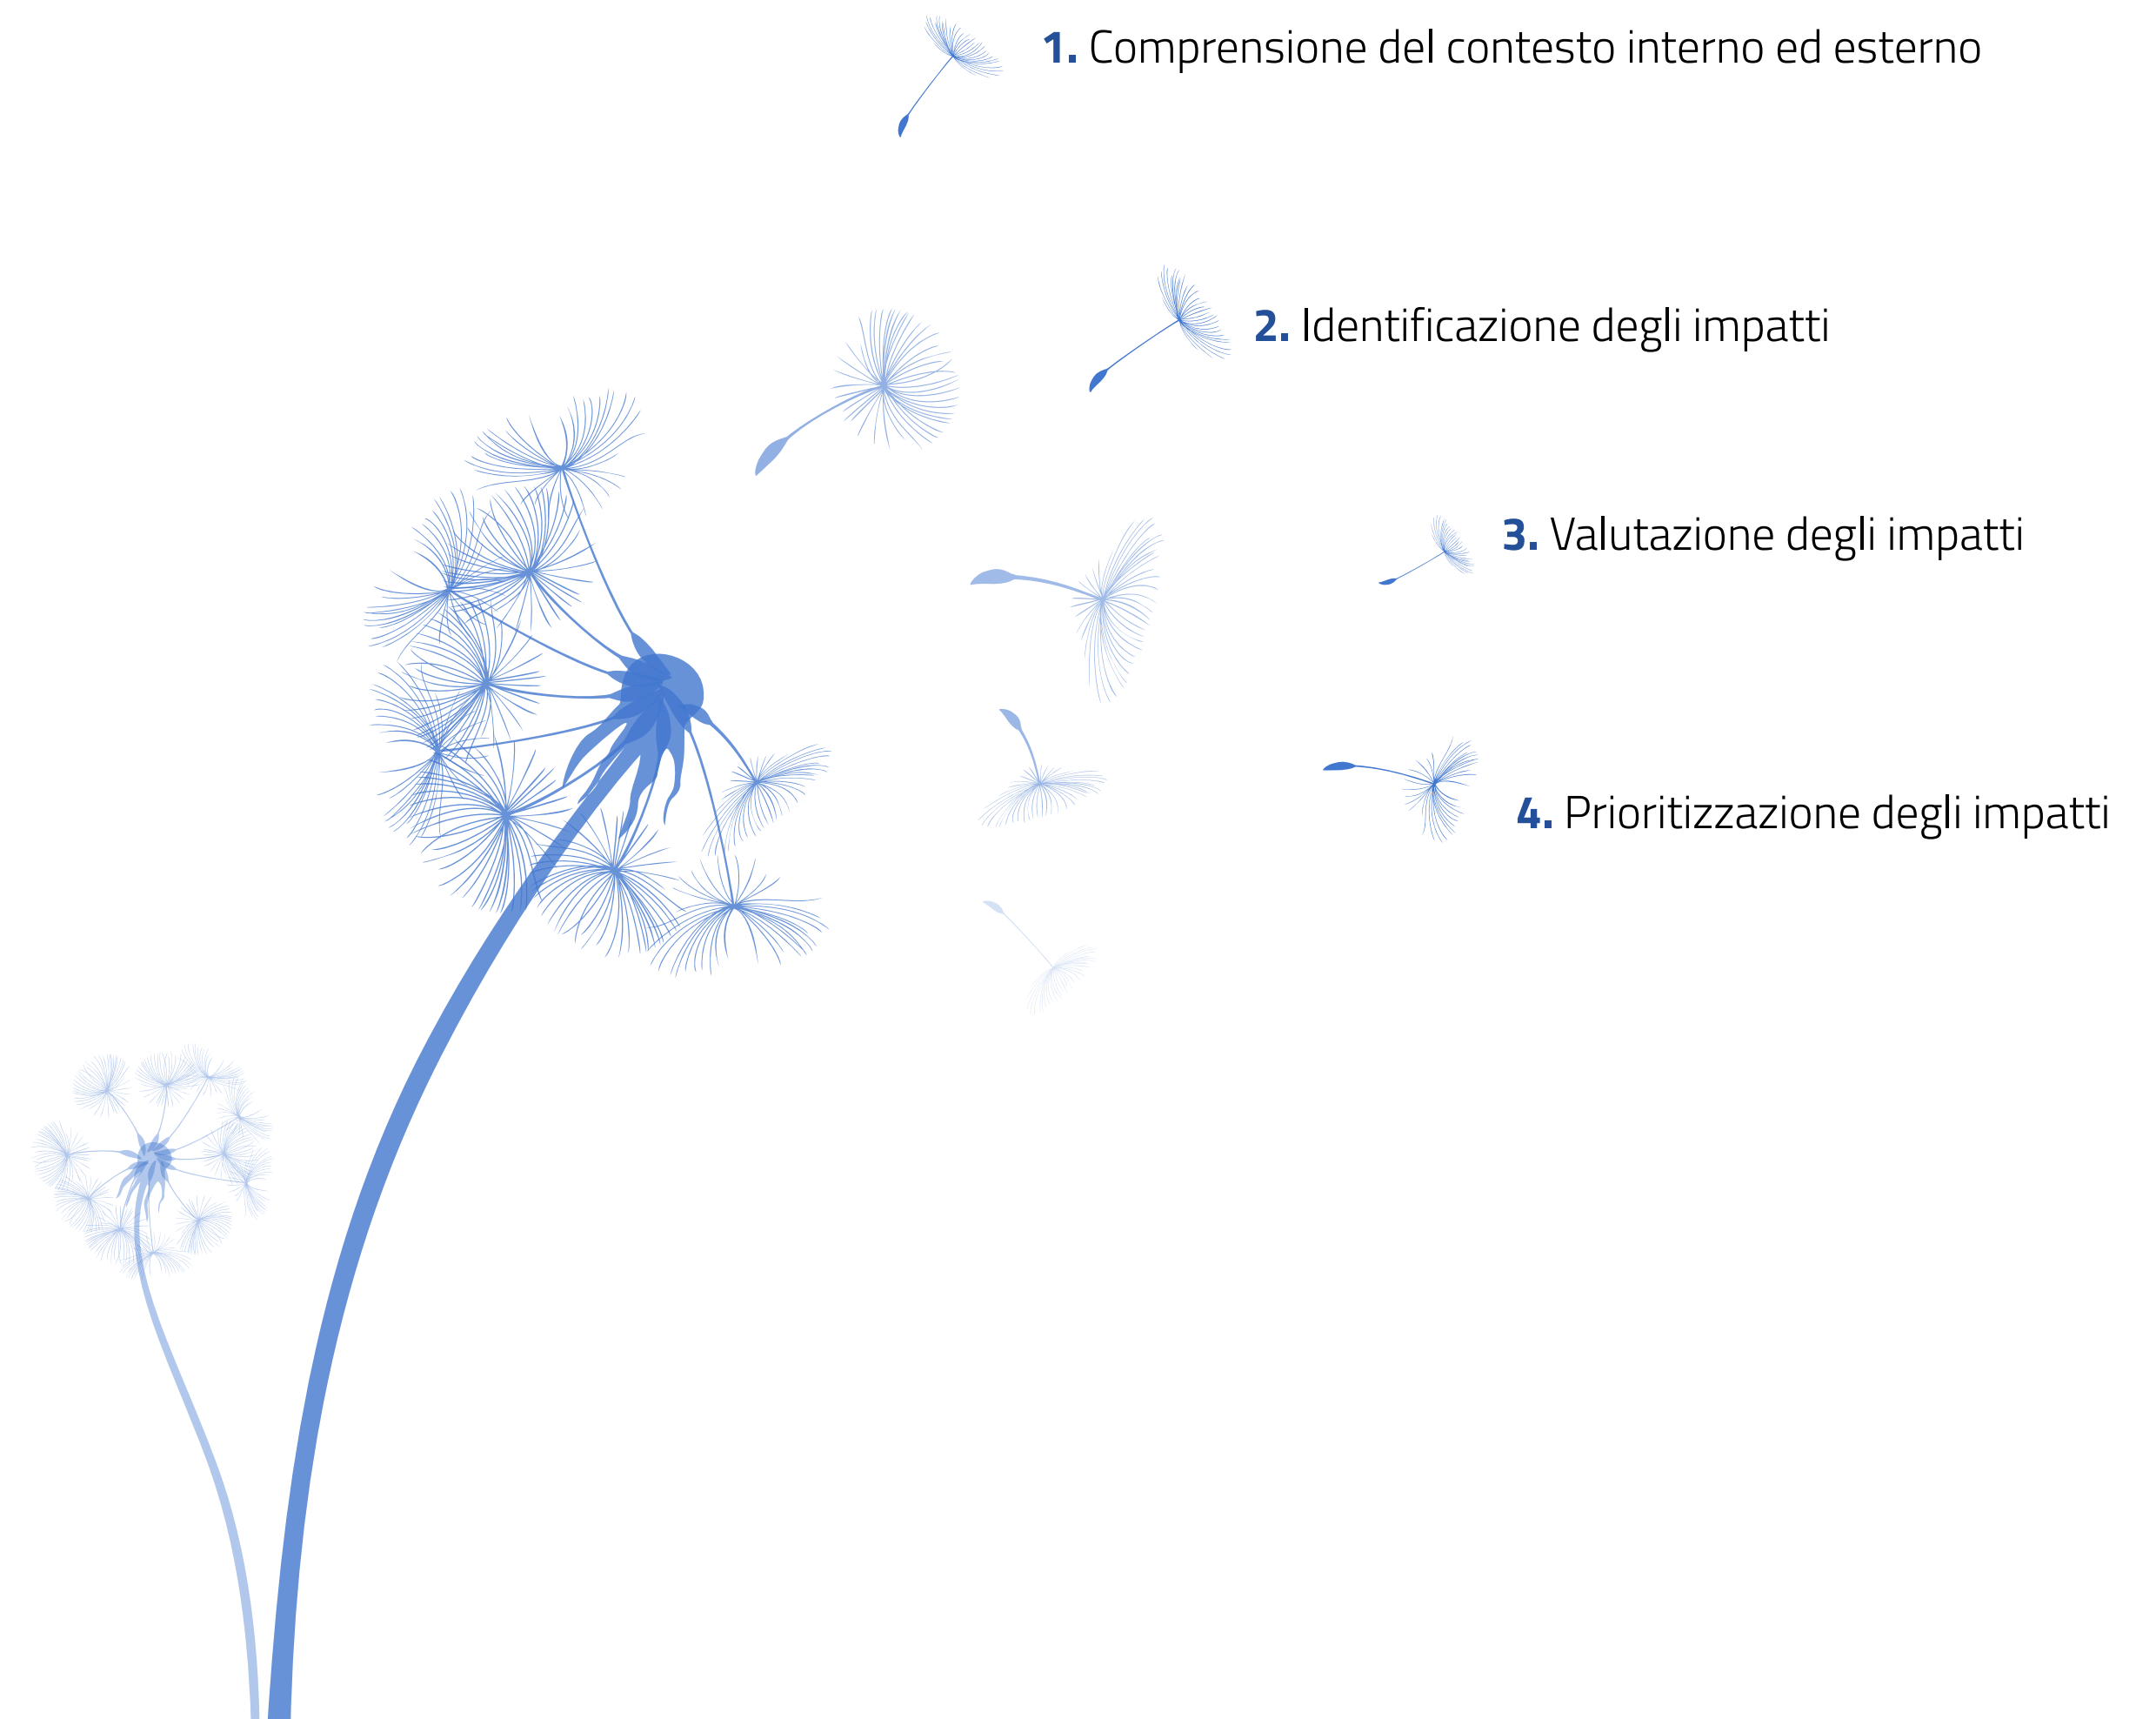 1. Comprensione del contesto interno ed esterno
2. Identificazione degli impatti
3. Valutazione degli impatti
4. Prioritizzazione degli impatti